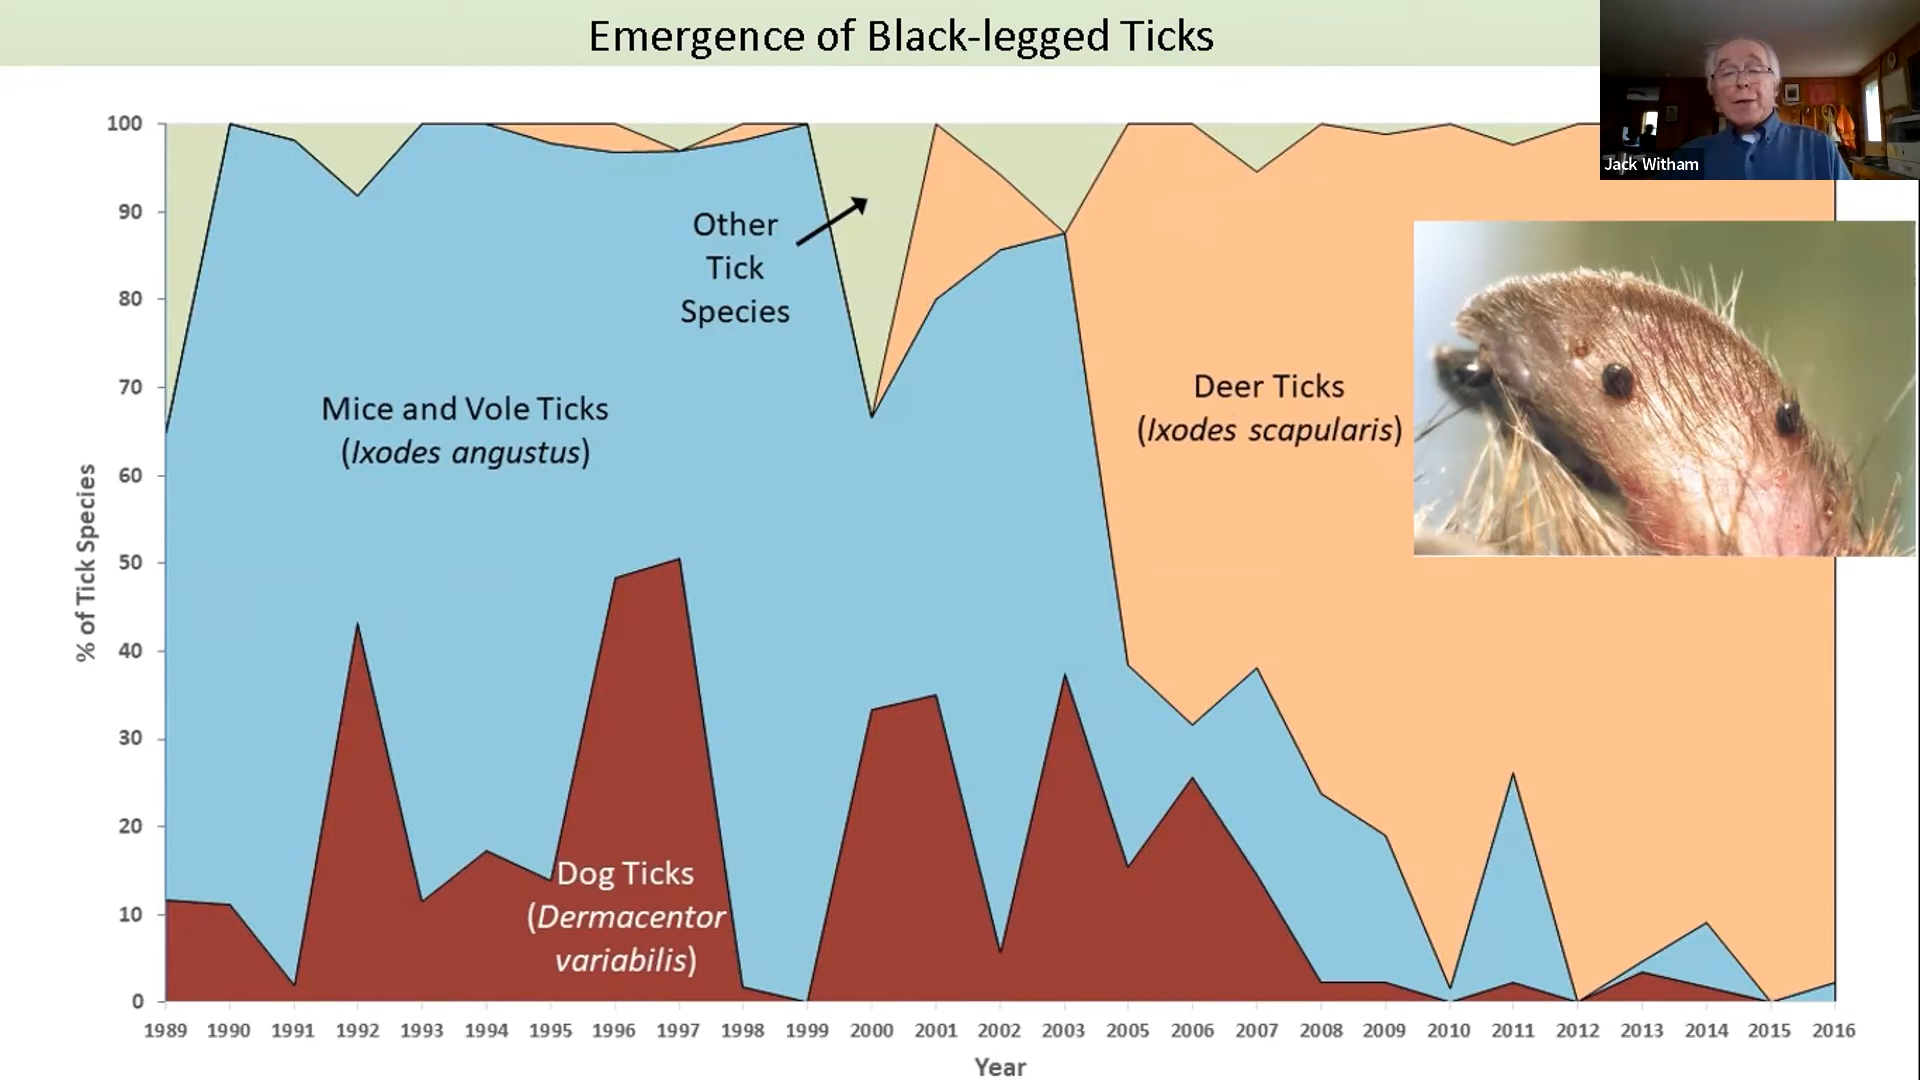 Emergence of Black-legged Ticks
Jack Witham
100
90
80
70
60
50
40
30
20
10
0
% of Tick Species
Other
Tick
Species
Mice and Vole Ticks
(Ixodes angustus)
Deer Ticks
(Ixodes scapularis)
Dog Ticks
(Dermacentor
variabilis)
1989 1990 1991 1992 1993 1994 1995 1996 1997 1998 1999 2000 2001 2002 2003 2005 2006 2007 2008 2009 2010 2011 2012 2013 2014 2015 2016
Year